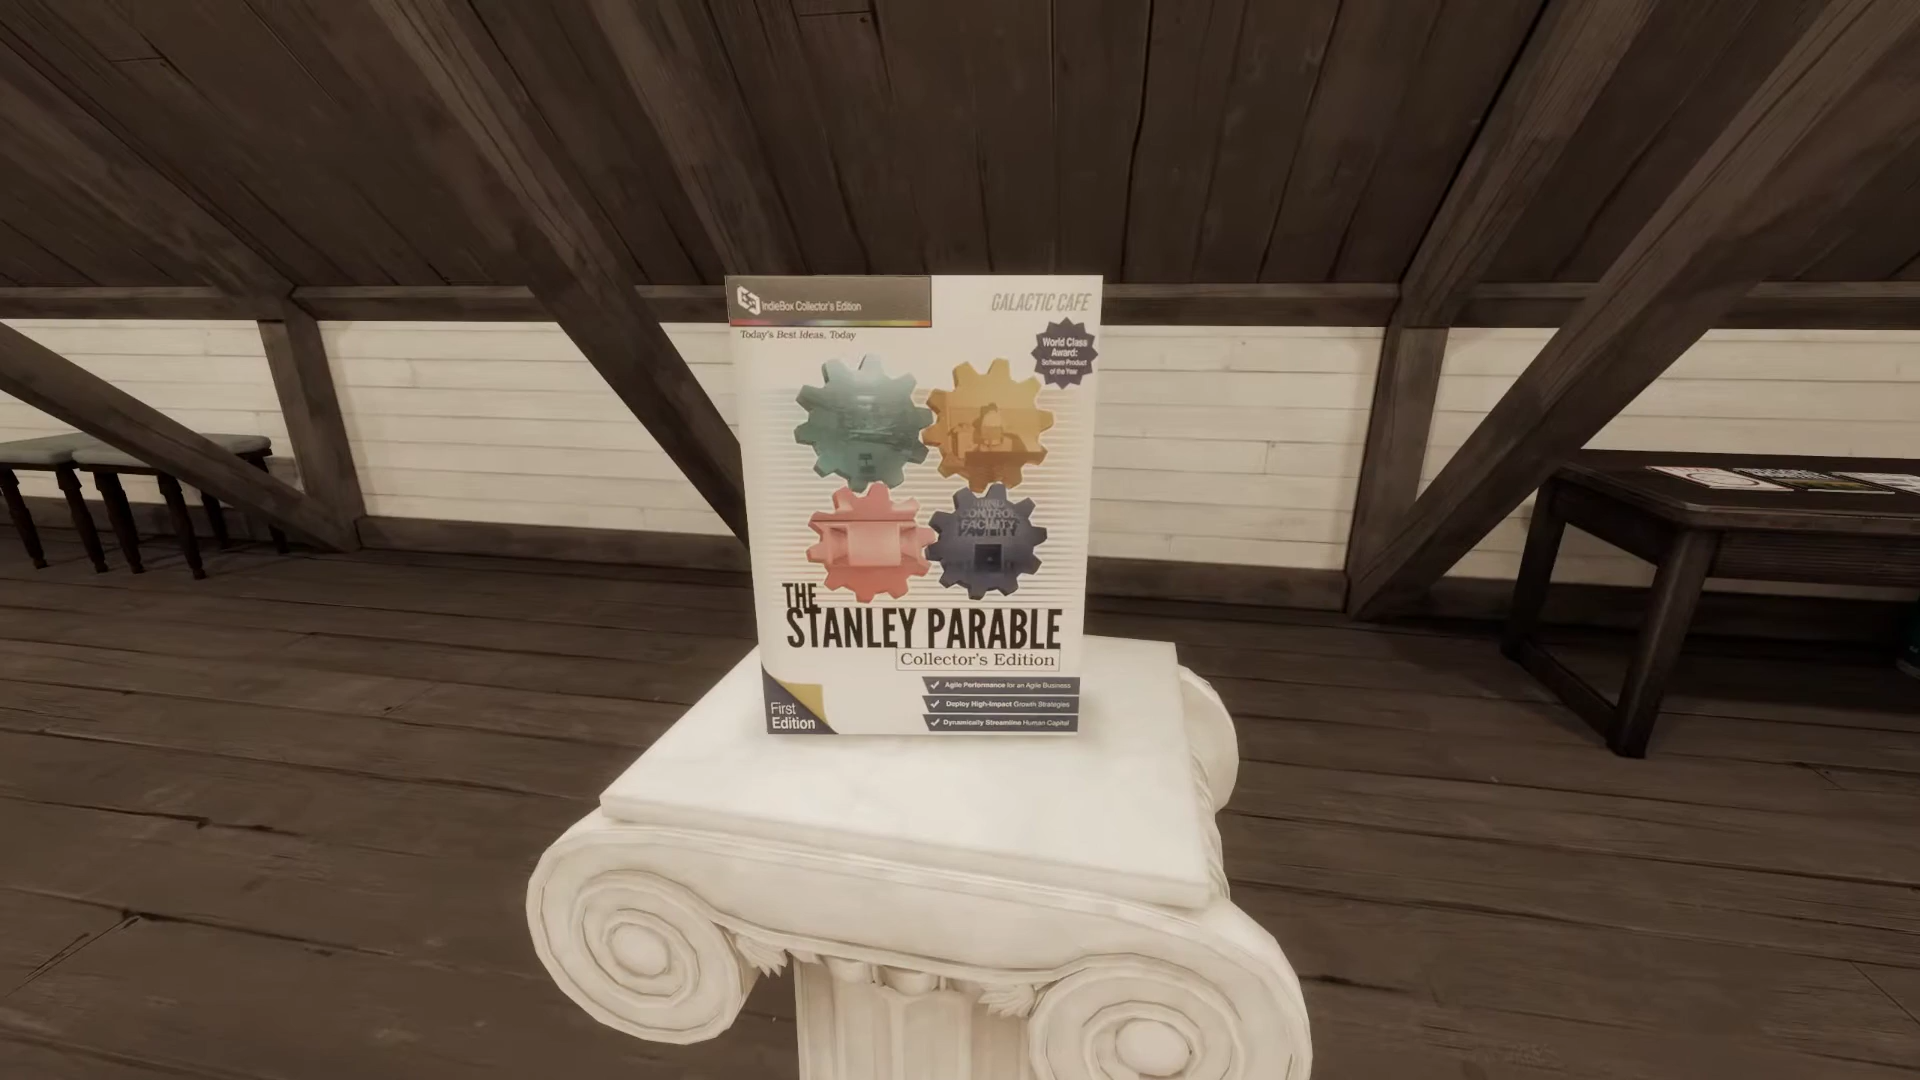 IndieBox Collector's Edition
GALACTIC CAFE
Today's Best Ideas, Today
World Class
Award:
Software Product
of the Year
MIND
CONTROL
FACILITY
THE
STANLEY PARABLE
Collector's Edition
First
Edition
Agile Performance for an Agile Business
Deploy High-Impact Growth Strategies
Dynamically Streamline Human Capital